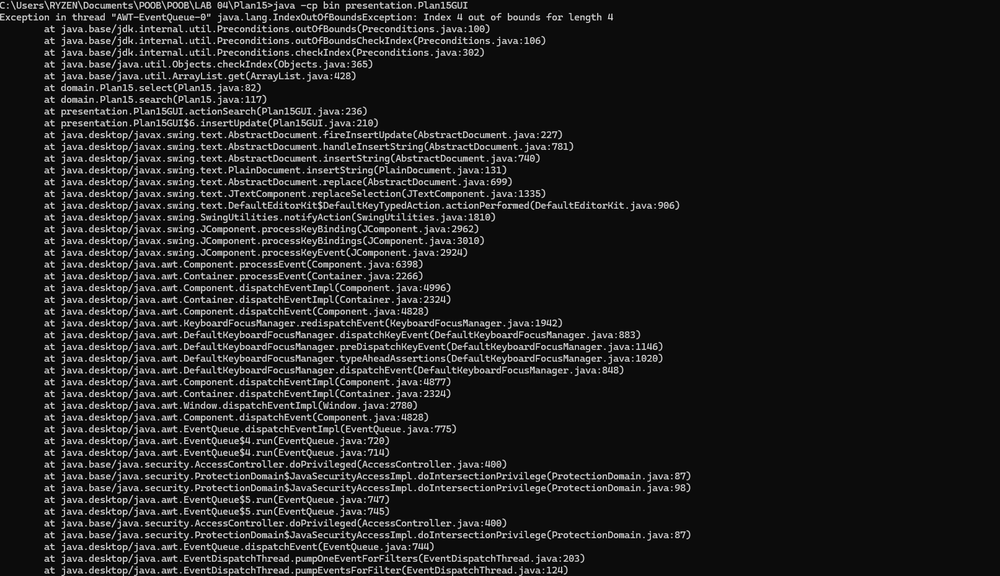 C:\Users\RYZEN\Documents\POOB\POOB\LAB 04\Plan15>java -cp bin presentation.Plan15GUI
Exception in thread "AWT-EventQueue-0" java.lang.IndexOutOfBoundsException: Index 4 out of bounds for length 4
        at java.base/jdk.internal.util.Preconditions.outOfBounds(Preconditions.java:100)
        at java.base/jdk.internal.util.Preconditions.outOfBoundsCheckIndex(Preconditions.java:106)
        at java.base/jdk.internal.util.Preconditions.checkIndex(Preconditions.java:302)
        at java.base/java.util.Objects.checkIndex(Objects.java:365)
        at java.base/java.util.ArrayList.get(ArrayList.java:428)
        at domain.Plan15.select(Plan15.java:82)
        at domain.Plan15.search(Plan15.java:117)
        at presentation.Plan15GUI.actionSearch(Plan15GUI.java:236)
        at presentation.Plan15GUI$6.insertUpdate(Plan15GUI.java:210)
        at java.desktop/javax.swing.text.AbstractDocument.fireInsertUpdate(AbstractDocument.java:227)
        at java.desktop/javax.swing.text.AbstractDocument.handleInsertString(AbstractDocument.java:781)
        at java.desktop/javax.swing.text.AbstractDocument.insertString(AbstractDocument.java:740)
        at java.desktop/javax.swing.text.PlainDocument.insertString(PlainDocument.java:131)
        at java.desktop/javax.swing.text.AbstractDocument.replace(AbstractDocument.java:699)
        at java.desktop/javax.swing.text.JTextComponent.replaceSelection(JTextComponent.java:1335)
        at java.desktop/javax.swing.text.DefaultEditorKit$DefaultKeyTypedAction.actionPerformed(DefaultEditorKit.java:906)
        at java.desktop/javax.swing.SwingUtilities.notifyAction(SwingUtilities.java:1810)
        at java.desktop/javax.swing.JComponent.processKeyBinding(JComponent.java:2962)
        at java.desktop/javax.swing.JComponent.processKeyBindings(JComponent.java:3010)
        at java.desktop/javax.swing.JComponent.processKeyEvent(JComponent.java:2924)
        at java.desktop/java.awt.Component.processEvent(Component.java:6398)
        at java.desktop/java.awt.Container.processEvent(Container.java:2266)
        at java.desktop/java.awt.Component.dispatchEventImpl(Component.java:4996)
        at java.desktop/java.awt.Container.dispatchEventImpl(Container.java:2324)
        at java.desktop/java.awt.Component.dispatchEvent(Component.java:4828)
        at java.desktop/java.awt.KeyboardFocusManager.redispatchEvent(KeyboardFocusManager.java:1942)
        at java.desktop/java.awt.DefaultKeyboardFocusManager.dispatchKeyEvent(DefaultKeyboardFocusManager.java:883)
        at java.desktop/java.awt.DefaultKeyboardFocusManager.preDispatchKeyEvent(DefaultKeyboardFocusManager.java:1146)
        at java.desktop/java.awt.DefaultKeyboardFocusManager.typeAheadAssertions(DefaultKeyboardFocusManager.java:1020)
        at java.desktop/java.awt.DefaultKeyboardFocusManager.dispatchEvent(DefaultKeyboardFocusManager.java:848)
        at java.desktop/java.awt.Component.dispatchEventImpl(Component.java:4877)
        at java.desktop/java.awt.Container.dispatchEventImpl(Container.java:2324)
        at java.desktop/java.awt.Window.dispatchEventImpl(Window.java:2780)
        at java.desktop/java.awt.Component.dispatchEvent(Component.java:4828)
        at java.desktop/java.awt.EventQueue.dispatchEventImpl(EventQueue.java:775)
        at java.desktop/java.awt.EventQueue$4.run(EventQueue.java:720)
        at java.desktop/java.awt.EventQueue$4.run(EventQueue.java:714)
        at java.base/java.security.AccessController.doPrivileged(AccessController.java:400)
        at java.base/java.security.ProtectionDomain$JavaSecurityAccessImpl.doIntersectionPrivilege(ProtectionDomain.java:87)
        at java.base/java.security.ProtectionDomain$JavaSecurityAccessImpl.doIntersectionPrivilege(ProtectionDomain.java:98)
        at java.desktop/java.awt.EventQueue$5.run(EventQueue.java:747)
        at java.desktop/java.awt.EventQueue$5.run(EventQueue.java:745)
        at java.base/java.security.AccessController.doPrivileged(AccessController.java:400)
        at java.base/java.security.ProtectionDomain$JavaSecurityAccessImpl.doIntersectionPrivilege(ProtectionDomain.java:87)
        at java.desktop/java.awt.EventQueue.dispatchEvent(EventQueue.java:744)
        at java.desktop/java.awt.EventDispatchThread.pumpOneEventForFilters(EventDispatchThread.java:203)
        at java.desktop/java.awt.EventDispatchThread.pumpEventsForFilter(EventDispatchThread.java:124)